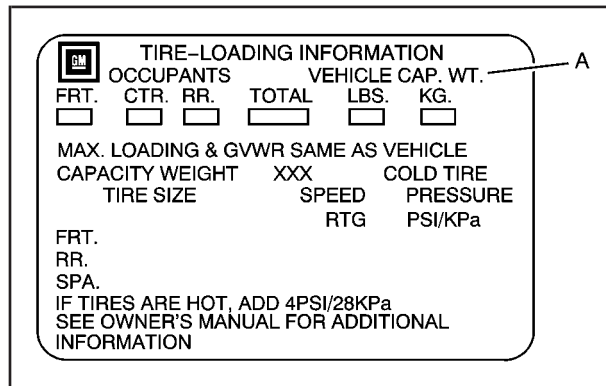 GM
TIRE–LOADING INFORMATION
OCCUPANTS VEHICLE CAP. WT.
A
FRT. CTR. RR. TOTAL LBS. KG.
MAX. LOADING & GVWR SAME AS VEHICLE
CAPACITY WEIGHT XXX COLD TIRE
TIRE SIZE SPEED PRESSURE
RTG PSI/KPa
FRT.
RR.
SPA.
IF TIRES ARE HOT, ADD 4PSI/28KPa
SEE OWNER'S MANUAL FOR ADDITIONAL
INFORMATION